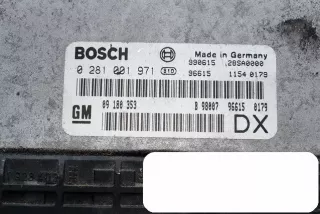 BOSCH Made in Germany
990615 28SA0000
0 281 001 971 S10 96615 1154 0179
GM 09 180 353 B 98007 96615 0179
DX